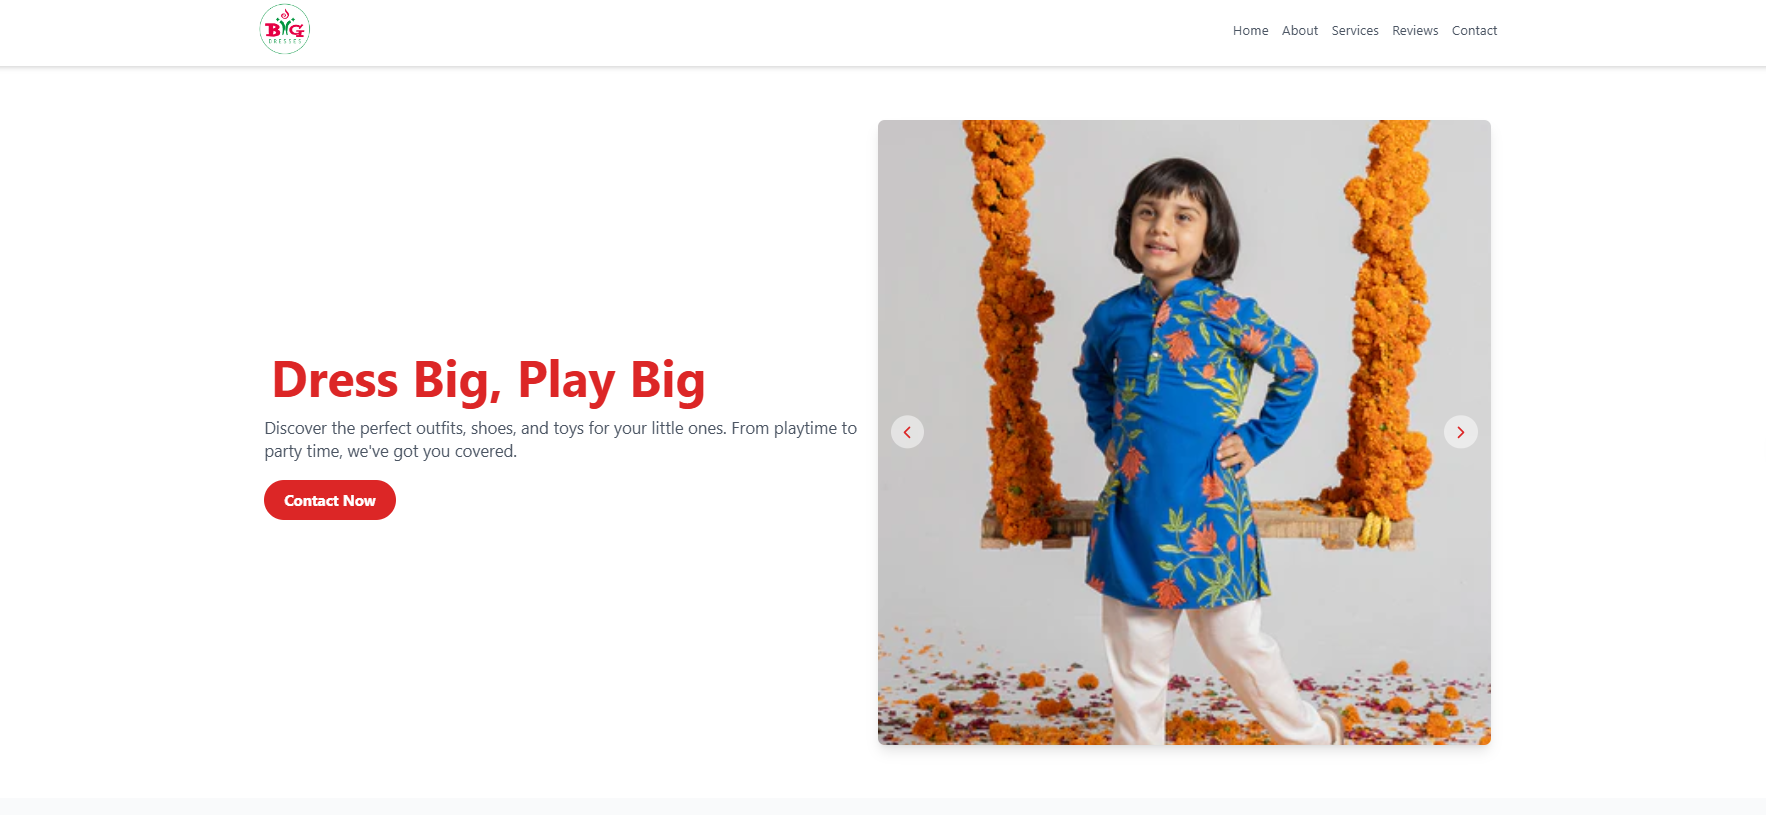 BYG
DRESSES
Home About Services Reviews Contact
Dress Big, Play Big
Discover the perfect outfits, shoes, and toys for your little ones. From playtime to
party time, we've got you covered.
Contact Now